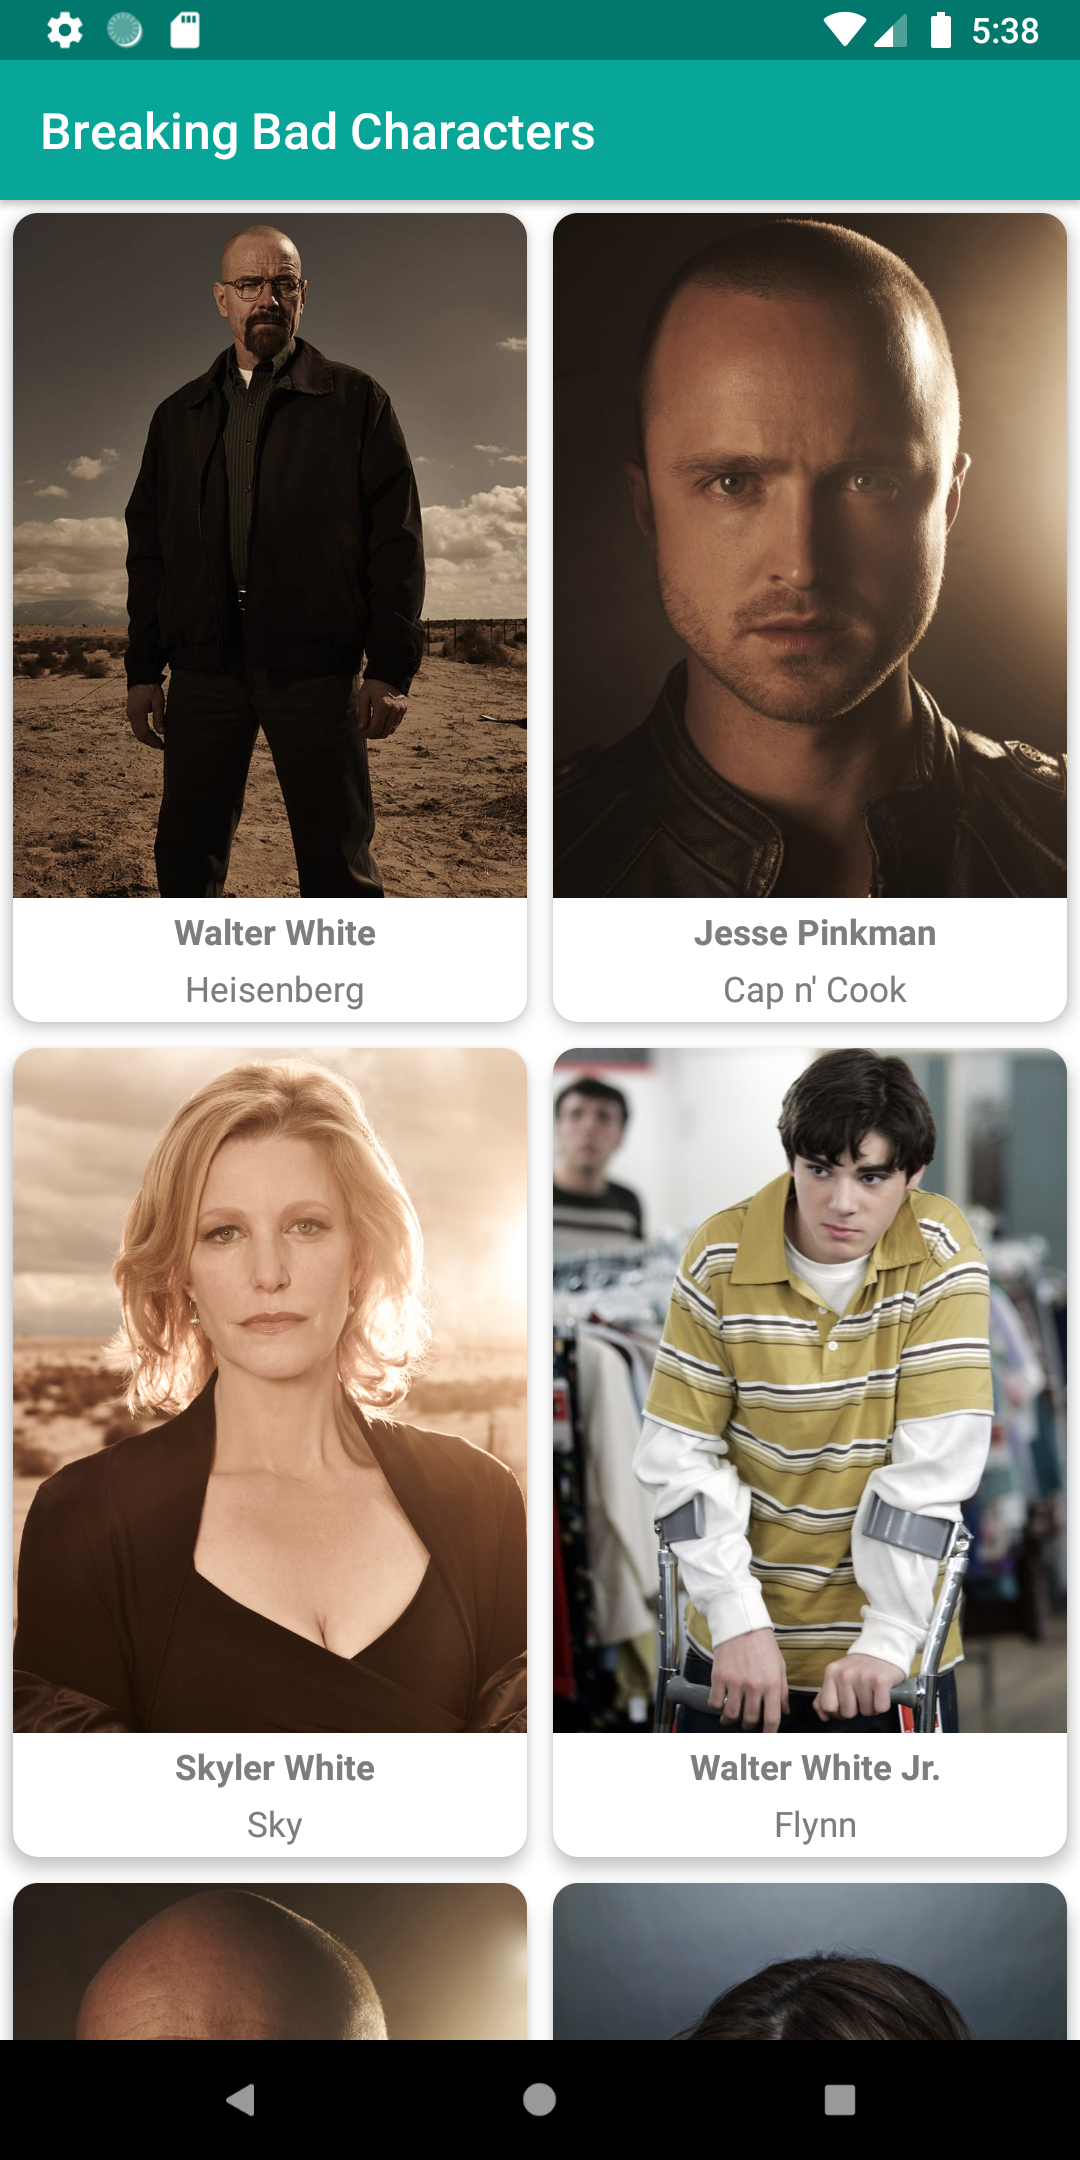 5:38
Breaking Bad Characters
Walter White
Heisenberg
Jesse Pinkman
Cap n' Cook
Skyler White
Sky
Walter White Jr.
Flynn